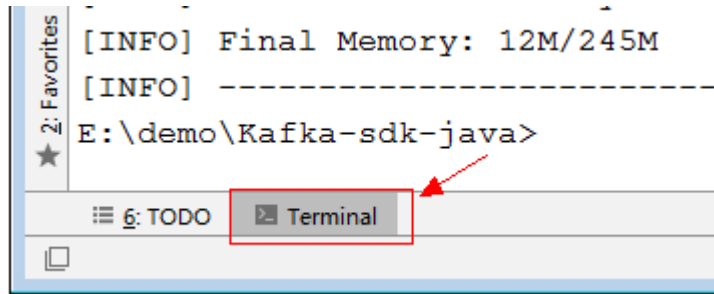 [INFO] Final Memory: 12M/245M
[INFO] ---------------------------
E:\demo\Kafka-sdk-java>
2: Favorites
6: TODO Terminal